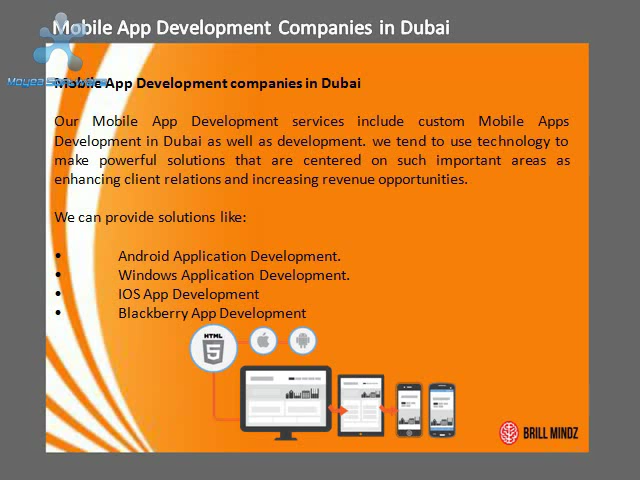 Mobile App Development Companies in Dubai
Mobile App Development companies in Dubai
Our Mobile App Development services include custom Mobile Apps
Development in Dubai as well as development. we tend to use technology to
make powerful solutions that are centered on such important areas as
enhancing client relations and increasing revenue opportunities.
We can provide solutions like:
• Android Application Development.
• Windows Application Development.
• IOS App Development
• Blackberry App Development
HTML
5
BRILL MINDZ